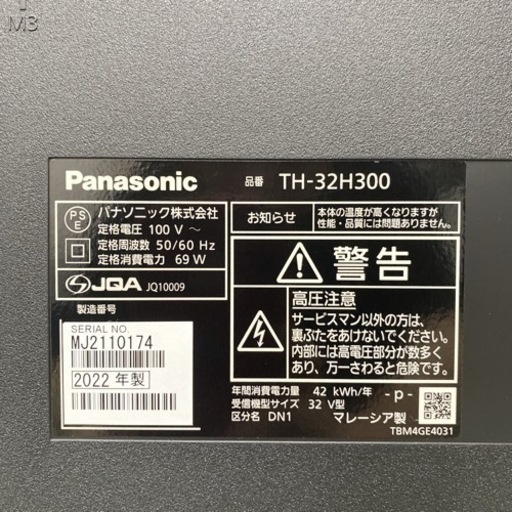 M3
Panasonic 品番 TH-32H300
PS
E
パナソニック株式会社
定格電圧 100 V ～
定格周波数 50/60 Hz
定格消費電力 69 W
お知らせ
本体の温度が高くなりますが
性能・品質には問題ありません。
JQA JQ10009
製造番号
SERIAL NO.
MJ2110174
2022 年製
警告
高圧注意
サービスマン以外の方は、
裏ぶたをあけないでください。
内部には高電圧部分が数多く
あり、万一さわると危険です。
年間消費電力量 42 kWh/年
受信機型サイズ 32 V型
区分名 DN1
-p-
マレーシア製
TBM4GE4031